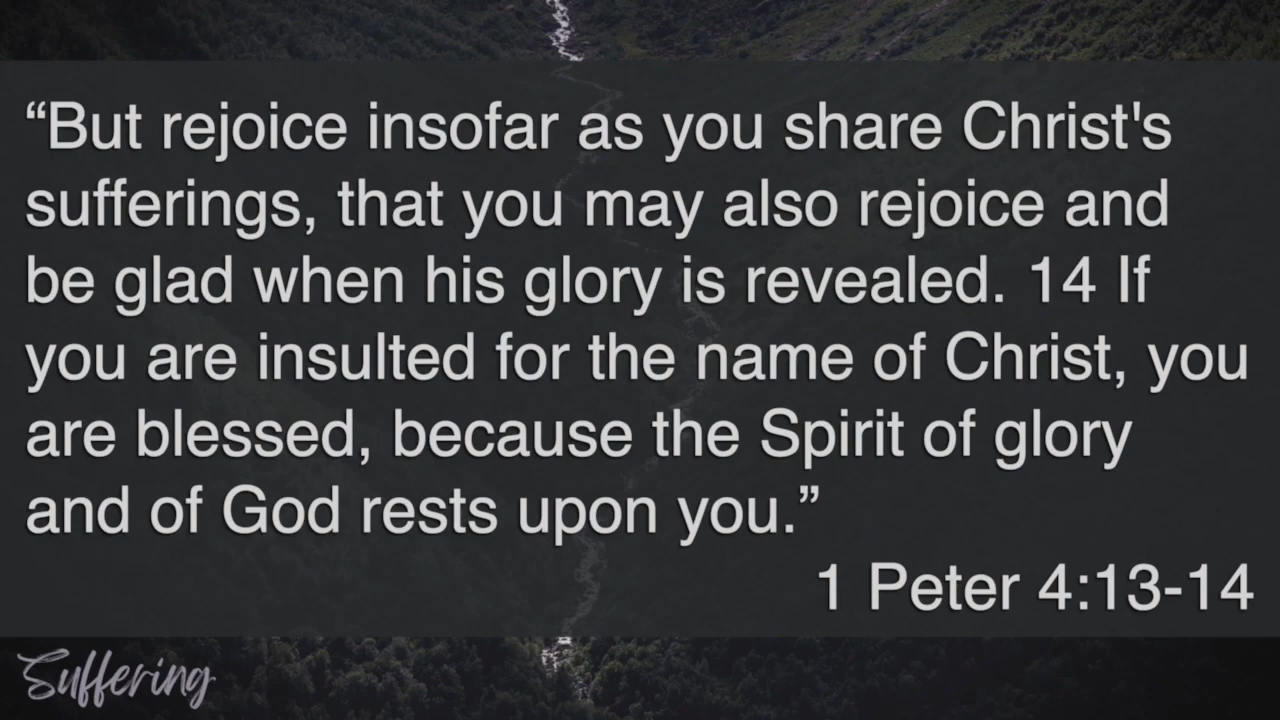 “But rejoice insofar as you share Christ's
sufferings, that you may also rejoice and
be glad when his glory is revealed. 14 If
you are insulted for the name of Christ, you
are blessed, because the Spirit of glory
and of God rests upon you.”
1 Peter 4:13-14
Suffering